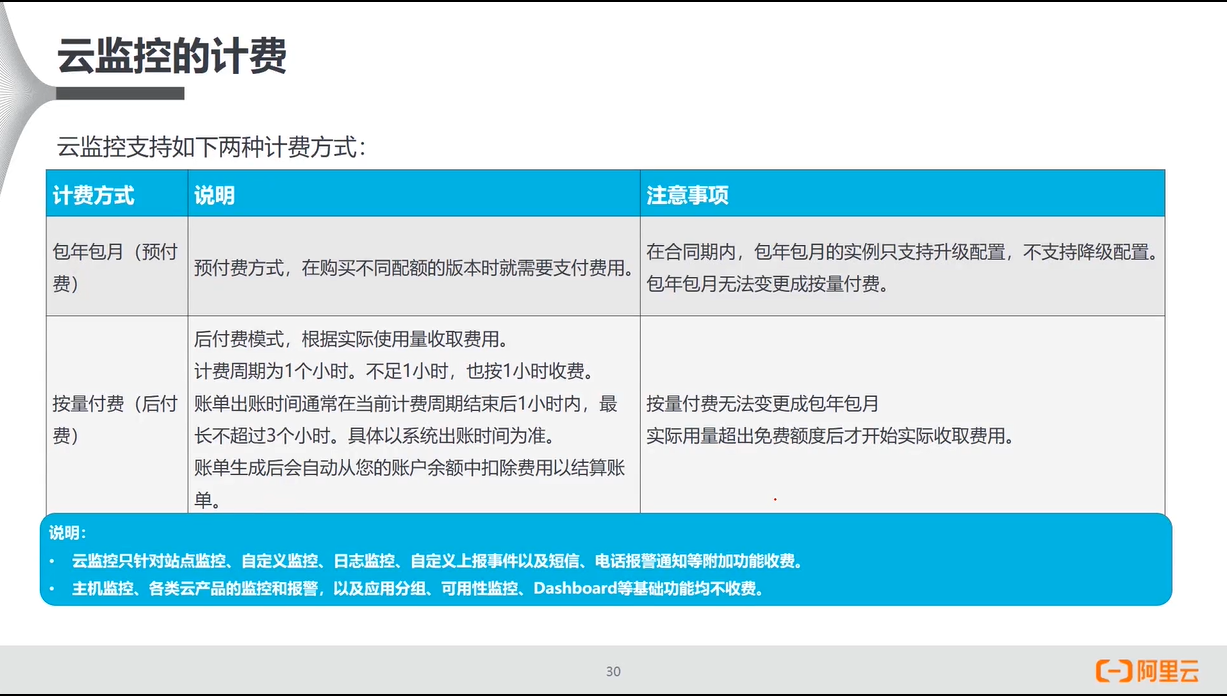 云监控的计费
云监控支持如下两种计费方式：
计费方式
说明
注意事项
包年包月（预付
费）
预付费方式，在购买不同配额的版本时就需要支付费用。
在合同期内，包年包月的实例只支持升级配置，不支持降级配置。
包年包月无法变更成按量付费。
按量付费（后付
费）
后付费模式，根据实际使用量收取费用。
计费周期为1个小时。不足1小时，也按1小时收费。
账单出账时间通常在当前计费周期结束后1小时内，最
长不超过3个小时。具体以系统出账时间为准。
账单生成后会自动从您的账户余额中扣除费用以结算账
单。
按量付费无法变更成包年包月
实际用量超出免费额度后才开始实际收取费用。
说明：
• 云监控只针对站点监控、自定义监控、日志监控、自定义上报事件以及短信、电话报警通知等附加功能收费。
• 主机监控、各类云产品的监控和报警，以及应用分组、可用性监控、Dashboard等基础功能均不收费。
30
阿里云